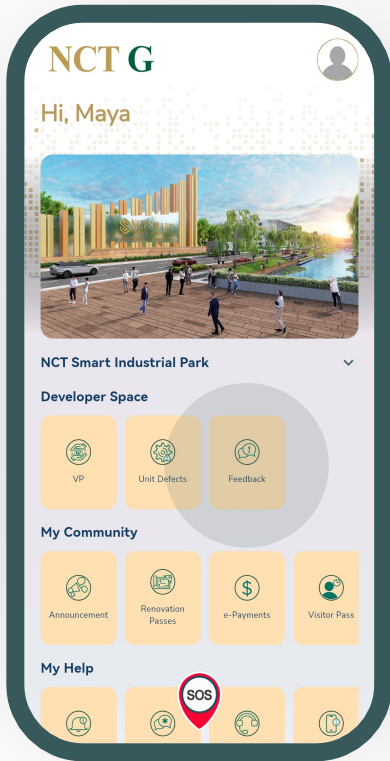 NCT G
Hi, Maya
NCT Smart Industrial Park
Developer Space
VP
Unit Defects
Feedback
My Community
Announcement
Renovation
Passes
e-Payments
Visitor Pass
My Help
SOS